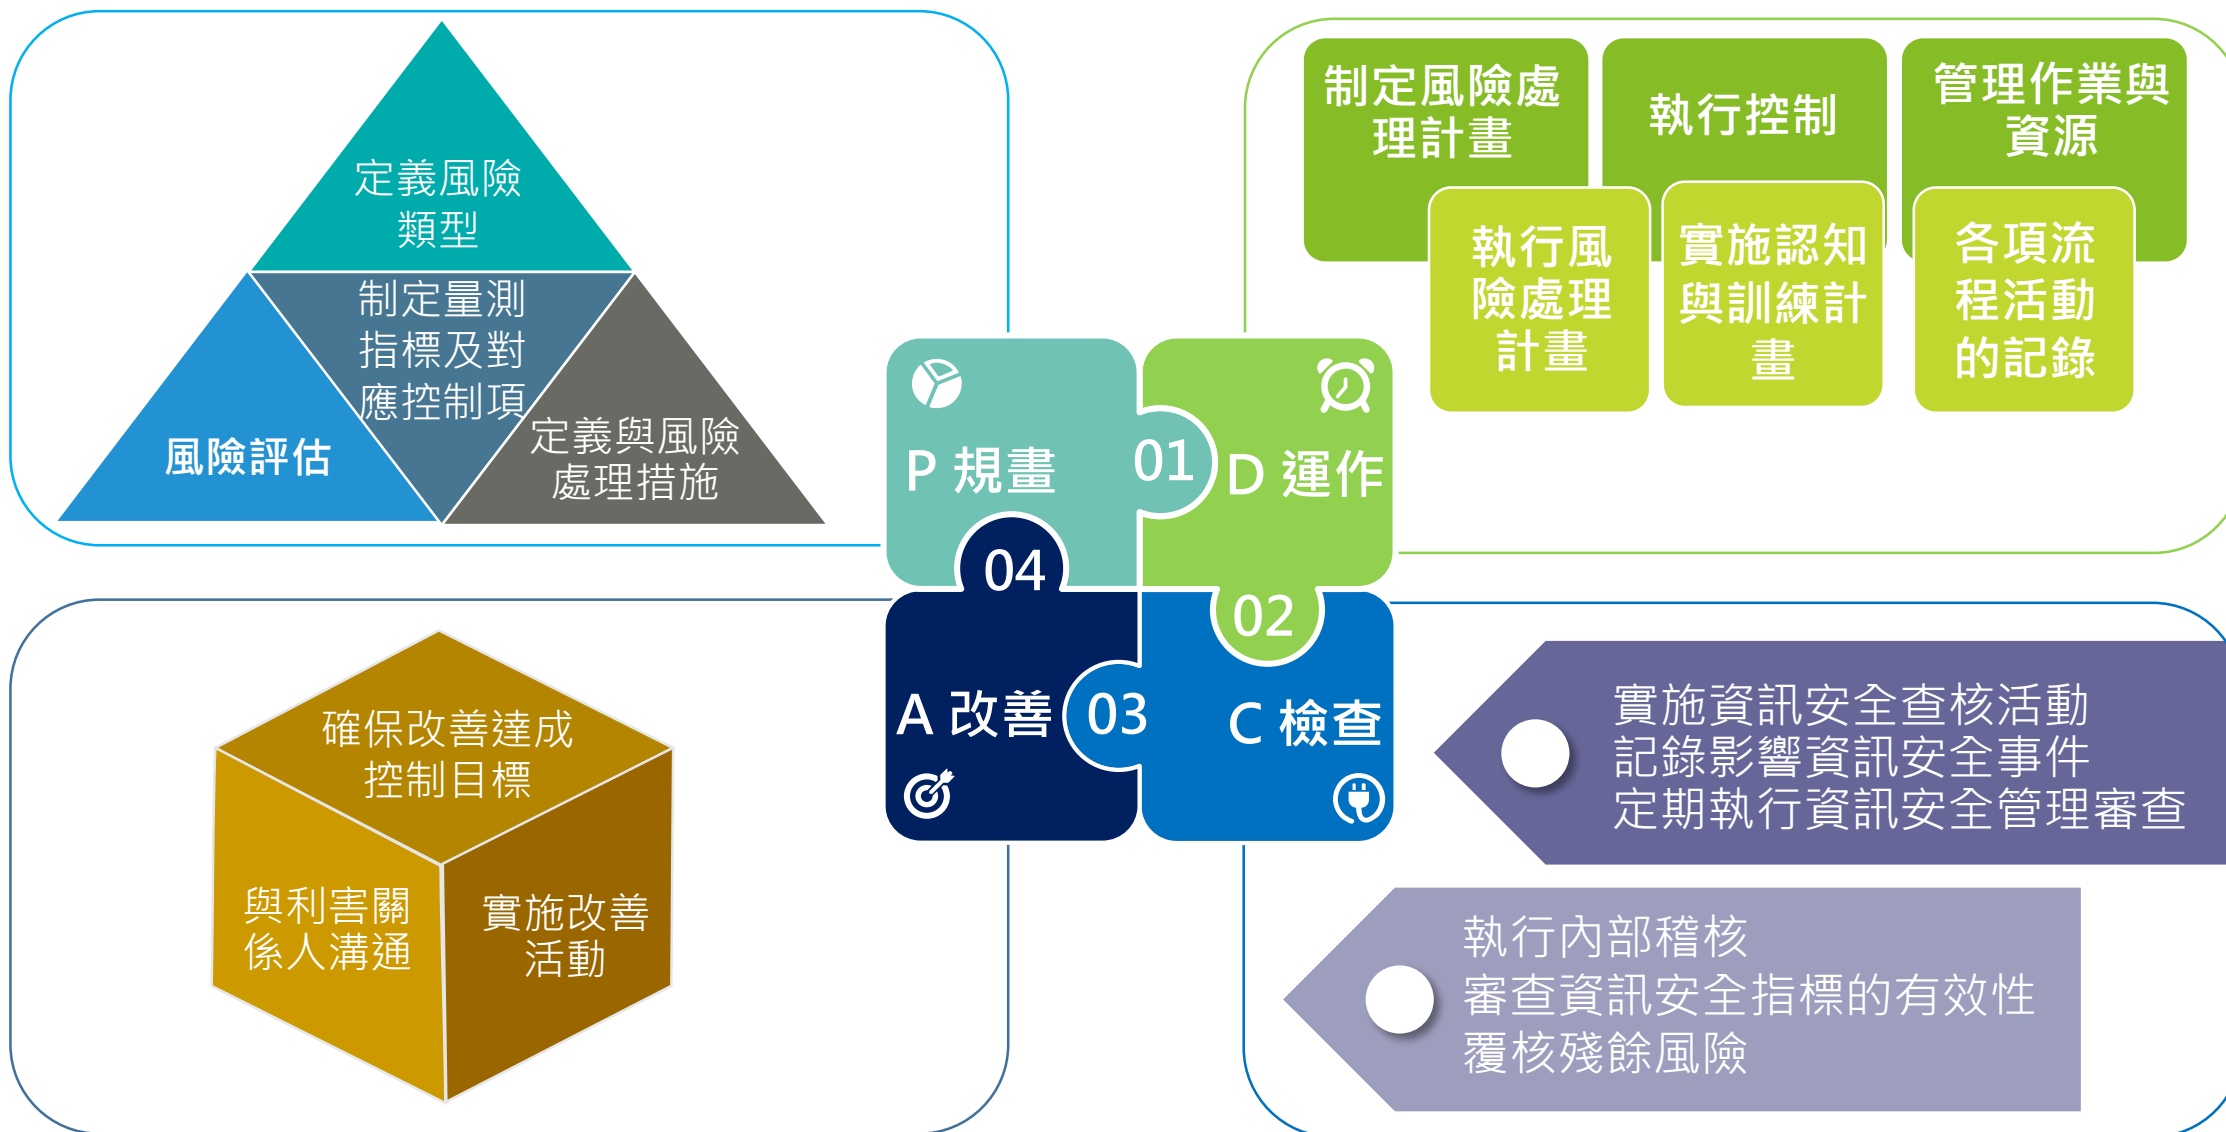 定義風險
類型
制定量測
指標及對
應控制項
風險評估
定義與風險
處理措施
制定風險處
理計畫
執行控制
管理作業與
資源
執行風
險處理
計畫
實施認知
與訓練計
畫
各項流
程活動
的記錄
P 規畫
01
D 運作
04
02
A 改善
03
C 檢查
確保改善達成
控制目標
與利害關
係人溝通
實施改善
活動
實施資訊安全查核活動
記錄影響資訊安全事件
定期執行資訊安全管理審查
執行內部稽核
審查資訊安全指標的有效性
覆核殘餘風險